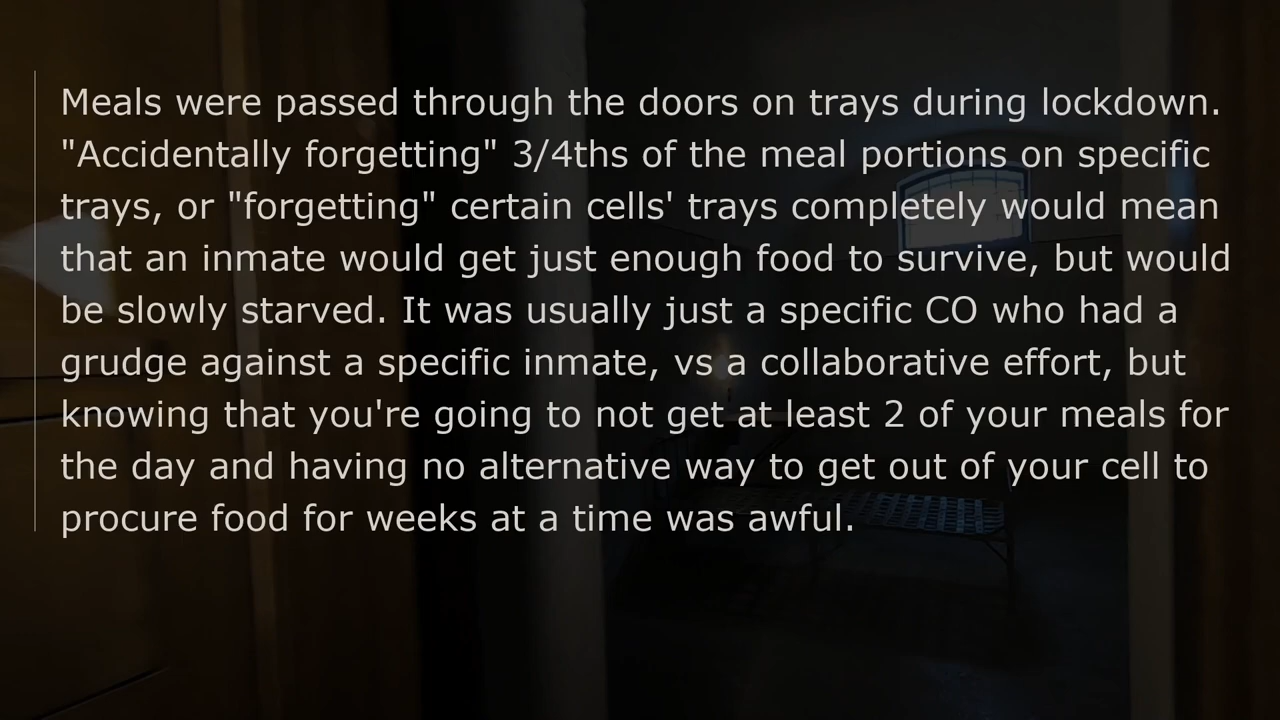 Meals were passed through the doors on trays during lockdown.
"Accidentally forgetting" 3/4ths of the meal portions on specific
trays, or "forgetting" certain cells' trays completely would mean
that an inmate would get just enough food to survive, but would
be slowly starved. It was usually just a specific CO who had a
grudge against a specific inmate, vs a collaborative effort, but
knowing that you're going to not get at least 2 of your meals for
the day and having no alternative way to get out of your cell to
procure food for weeks at a time was awful.